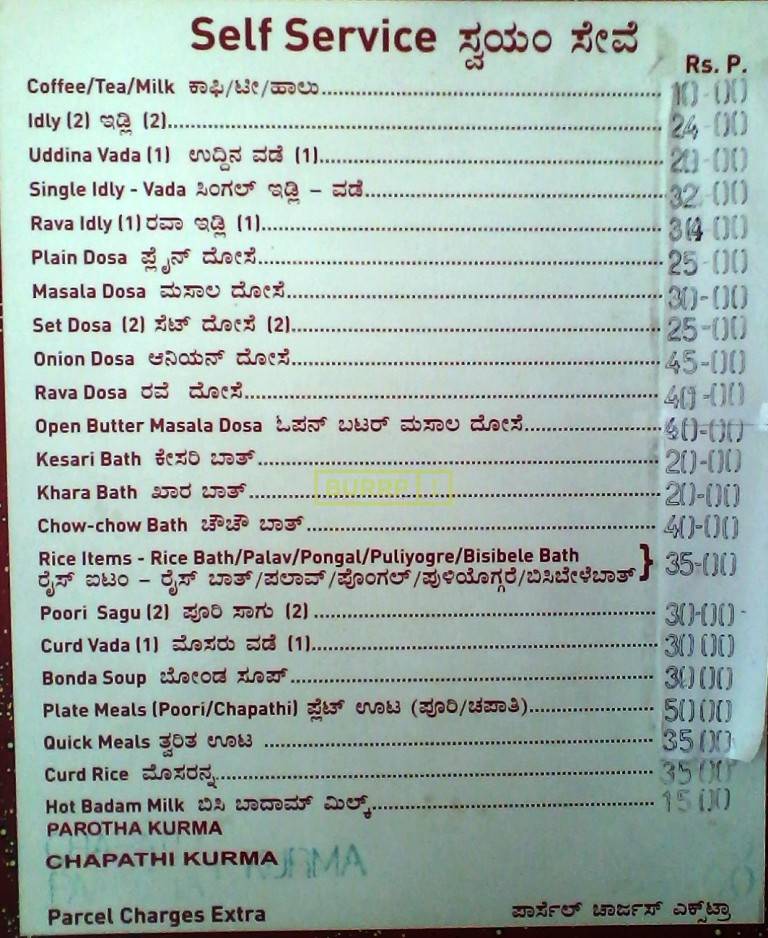 Self Service ಸ್ವಯಂ ಸೇವೆ
Rs. P.
Coffee/Tea/Milk ಕಾಫಿ/ಟೀ/ಹಾಲು 10-00
Idly (2) ಇಡ್ಲಿ (2) 24-00
Uddina Vada (1) ಉದ್ದಿನ ವಡೆ (1) 20-00
Single Idly - Vada ಸಿಂಗಲ್ ಇಡ್ಲಿ – ವಡೆ 32-00
Rava Idly (1) ರವಾ ಇಡ್ಲಿ (1) 34-00
Plain Dosa ಪ್ಲೈನ್ ದೋಸೆ 25-00
Masala Dosa ಮಸಾಲ ದೋಸೆ 30-00
Set Dosa (2) ಸೆಟ್ ದೋಸೆ (2) 25-00
Onion Dosa ಆನಿಯನ್ ದೋಸೆ 45-00
Rava Dosa ರವೆ ದೋಸೆ 40-00
Open Butter Masala Dosa ಓಪನ್ ಬಟರ್ ಮಸಾಲ ದೋಸೆ 40-00
Kesari Bath ಕೇಸರಿ ಬಾತ್ 20-00
Khara Bath ಖಾರ ಬಾತ್ 20-00
BURRP !
Chow-chow Bath ಚೌಚೌ ಬಾತ್ 40-00
Rice Items - Rice Bath/Palav/Pongal/Puliyogre/Bisibele Bath
ರೈಸ್ ಐಟಂ – ರೈಸ್ ಬಾತ್/ಪಲಾವ್/ಪೊಂಗಲ್/ಪುಳಿಯೊಗ್ಗರೆ/ಬಿಸಿಬೇಳೆಬಾತ್ } 35-00
Poori Sagu (2) ಪೂರಿ ಸಾಗು (2) 30-00-
Curd Vada (1) ಮೊಸರು ವಡೆ (1) 30 00
Bonda Soup ಬೋಂಡ ಸೂಪ್ 30 00
Plate Meals (Poori/Chapathi) ಪ್ಲೆಟ್ ಊಟ (ಪೂರಿ/ಚಪಾತಿ) 50 00
Quick Meals ತ್ವರಿತ ಊಟ 35 00
Curd Rice ಮೊಸರನ್ನ 35 00
Hot Badam Milk ಬಿಸಿ ಬಾದಾಮ್ ಮಿಲ್ಕ್ 15 00
PAROTHA KURMA
CHAPATHI KURMA
Parcel Charges Extra ಪಾರ್ಸೆಲ್ ಚಾರ್ಜಸ್ ಎಕ್ಸ್‌ಟ್ರಾ